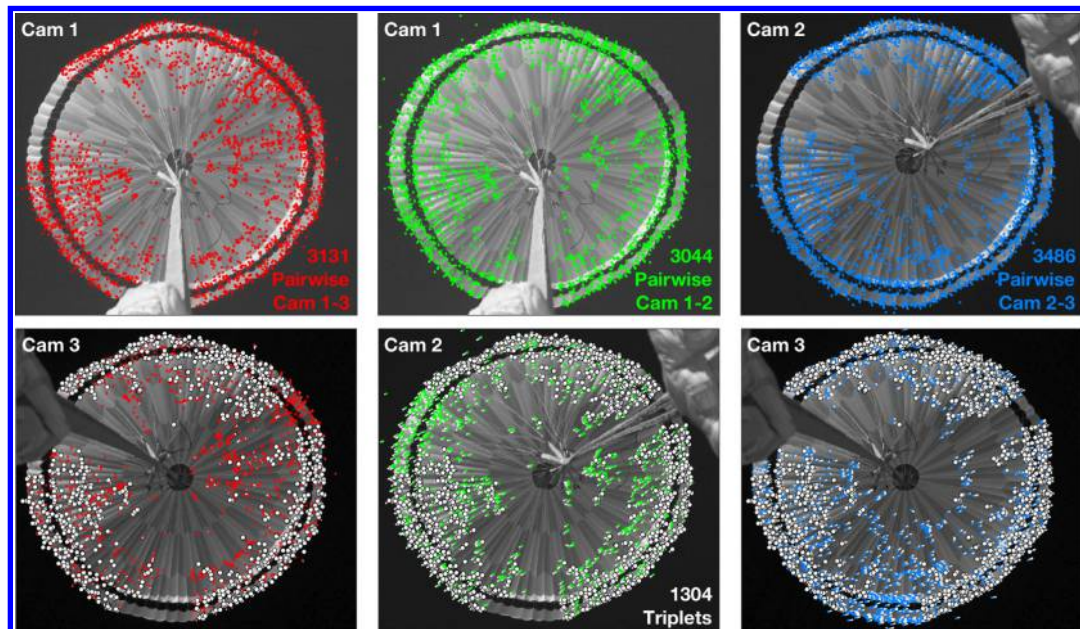 Cam 1
3131
Pairwise
Cam 1-3
Cam 1
3044
Pairwise
Cam 1-2
Cam 2
3486
Pairwise
Cam 2-3
Cam 3
Cam 2
1304
Triplets
Cam 3